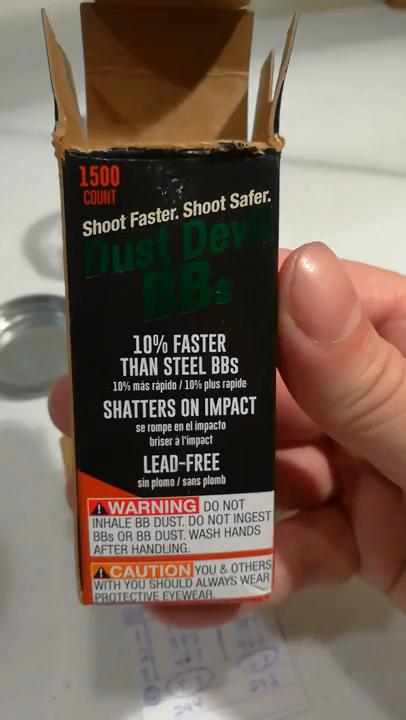 1500
COUNT
Shoot Faster. Shoot Safer.
Dust Devil
BBs
10% FASTER
THAN STEEL BBs
10% más rápido / 10% plus rapide
SHATTERS ON IMPACT
se rompe en el impacto
briser à l'impact
LEAD-FREE
sin plomo / sans plomb
WARNING DO NOT
INHALE BB DUST. DO NOT INGEST
BBs OR BB DUST. WASH HANDS
AFTER HANDLING.
CAUTION YOU & OTHERS
WITH YOU SHOULD ALWAYS WEAR
PROTECTIVE EYEWEAR.